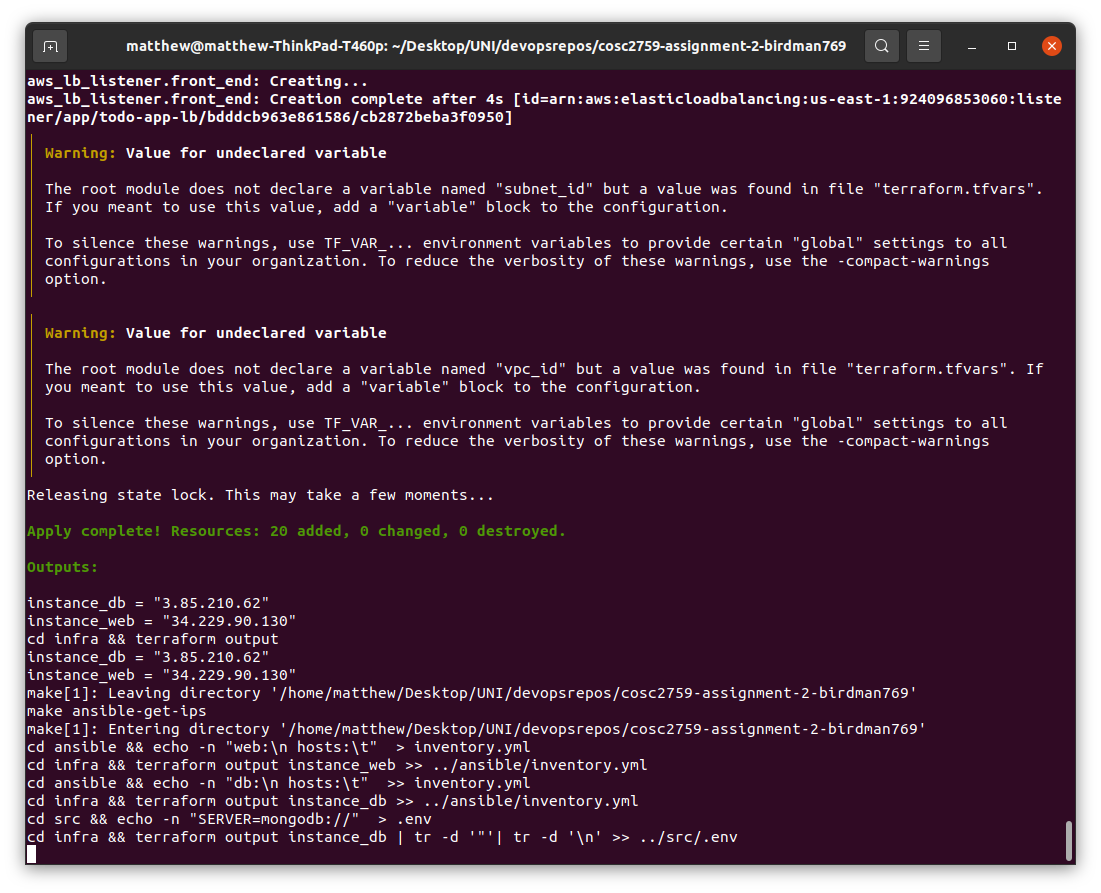 matthew@matthew-ThinkPad-T460p: ~/Desktop/UNI/devopsrepos/cosc2759-assignment-2-birdman769
aws_lb_listener.front_end: Creating...
aws_lb_listener.front_end: Creation complete after 4s [id=arn:aws:elasticloadbalancing:us-east-1:924096853060:liste
ner/app/todo-app-lb/bdddcb963e861586/cb2872beba3f0950]
Warning: Value for undeclared variable
The root module does not declare a variable named "subnet_id" but a value was found in file "terraform.tfvars".
If you meant to use this value, add a "variable" block to the configuration.
To silence these warnings, use TF_VAR_... environment variables to provide certain "global" settings to all
configurations in your organization. To reduce the verbosity of these warnings, use the -compact-warnings
option.
Warning: Value for undeclared variable
The root module does not declare a variable named "vpc_id" but a value was found in file "terraform.tfvars". If
you meant to use this value, add a "variable" block to the configuration.
To silence these warnings, use TF_VAR_... environment variables to provide certain "global" settings to all
configurations in your organization. To reduce the verbosity of these warnings, use the -compact-warnings
option.
Releasing state lock. This may take a few moments...
Apply complete! Resources: 20 added, 0 changed, 0 destroyed.
Outputs:
instance_db = "3.85.210.62"
instance_web = "34.229.90.130"
cd infra && terraform output
instance_db = "3.85.210.62"
instance_web = "34.229.90.130"
make[1]: Leaving directory '/home/matthew/Desktop/UNI/devopsrepos/cosc2759-assignment-2-birdman769'
make ansible-get-ips
make[1]: Entering directory '/home/matthew/Desktop/UNI/devopsrepos/cosc2759-assignment-2-birdman769'
cd ansible && echo -n "web:\n hosts:\t"  > inventory.yml
cd infra && terraform output instance_web >> ../ansible/inventory.yml
cd ansible && echo -n "db:\n hosts:\t"  >> inventory.yml
cd infra && terraform output instance_db >> ../ansible/inventory.yml
cd src && echo -n "SERVER=mongodb://"  > .env
cd infra && terraform output instance_db | tr -d '"'| tr -d '\n' >> ../src/.env